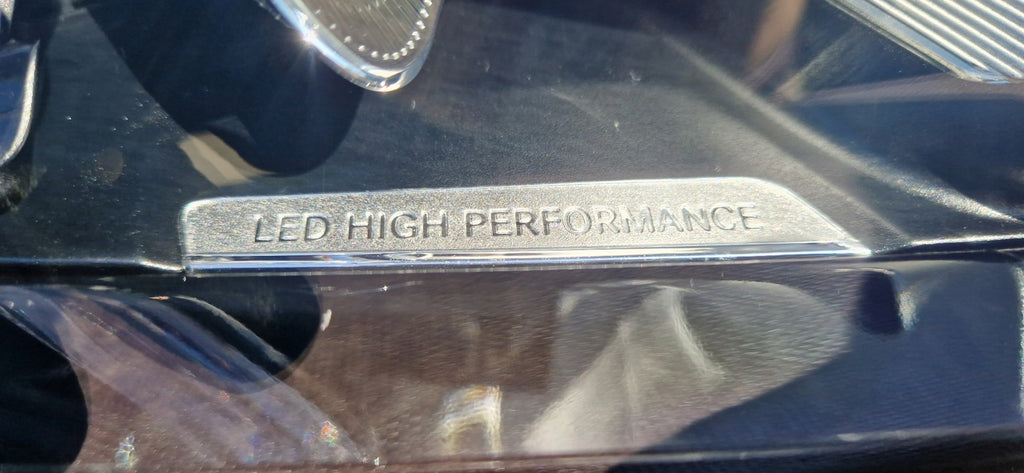 LED HIGH PERFORMANCE